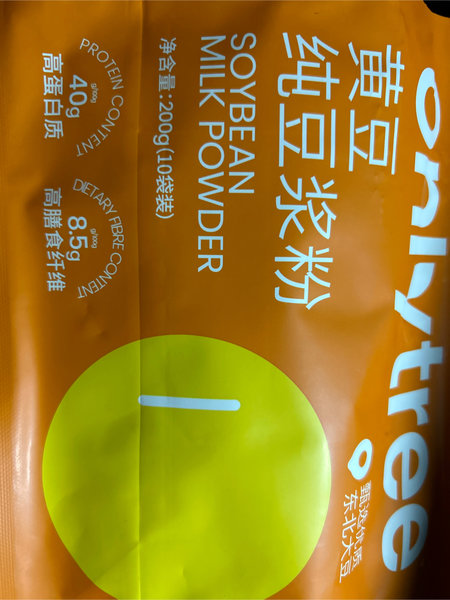 onlytree
黄豆
纯豆浆粉
SOYBEAN
MILK POWDER
净含量:200g(10袋装)
PROTEIN CONTENT
g/100g
40g
高蛋白质
DIETARY FIBRE CONTENT
g/100g
8.5g
高膳食纤维
甄选优质
东北大豆